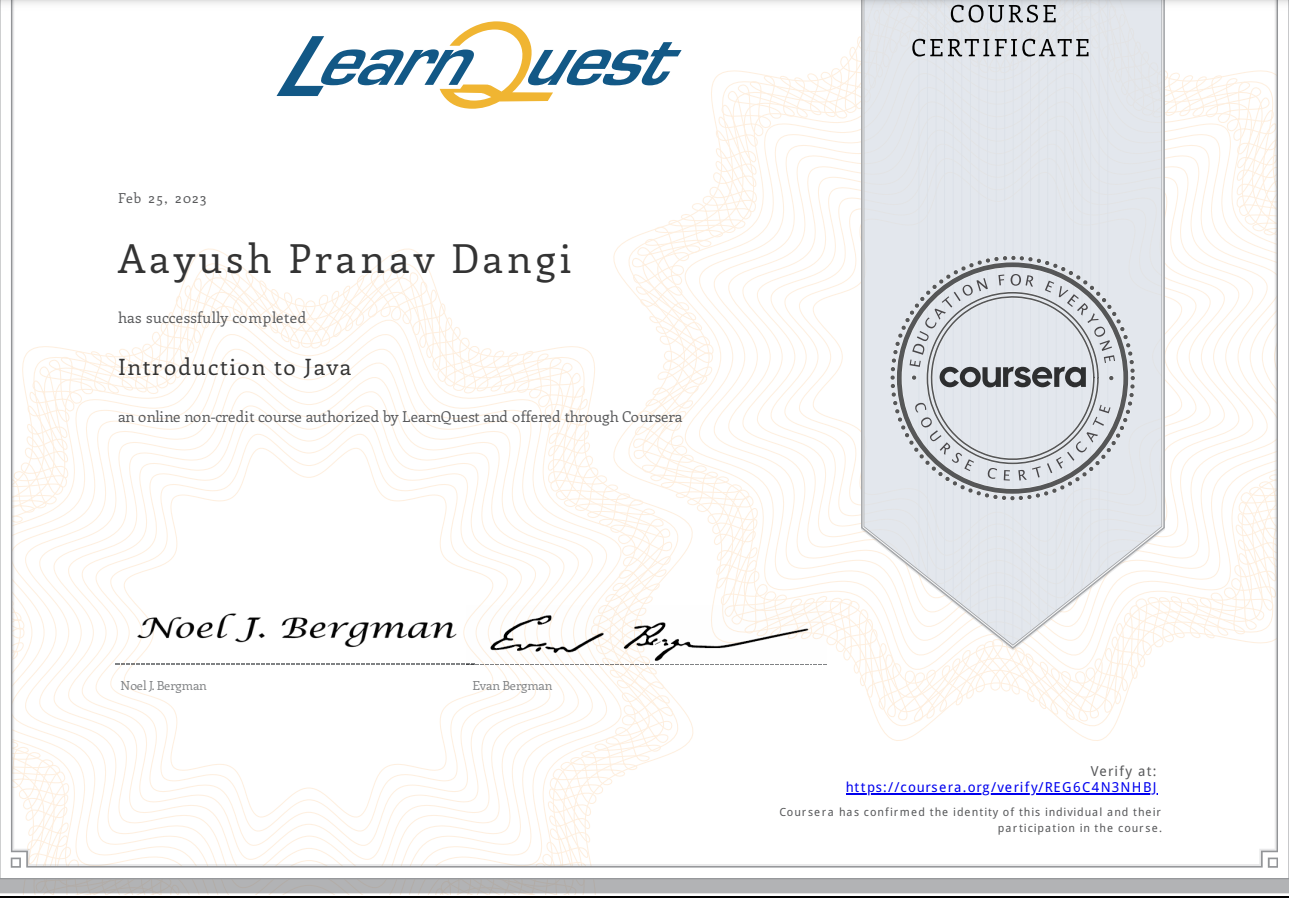 COURSE
CERTIFICATE
LearnQuest
Feb 25, 2023
Aayush Pranav Dangi
has successfully completed
Introduction to Java
an online non-credit course authorized by LearnQuest and offered through Coursera
EDUCATION FOR EVERYONE
coursera
COURSE CERTIFICATE
Noel J. Bergman
Evan Berg
Noel J. Bergman
Evan Bergman
Verify at:
https://coursera.org/verify/REG6C4N3NHBJ
Coursera has confirmed the identity of this individual and their
participation in the course.